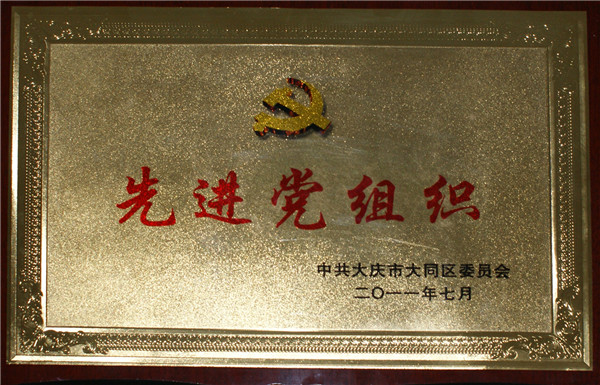 先进党组织
中共大庆市大同区委员会
二〇一一年七月